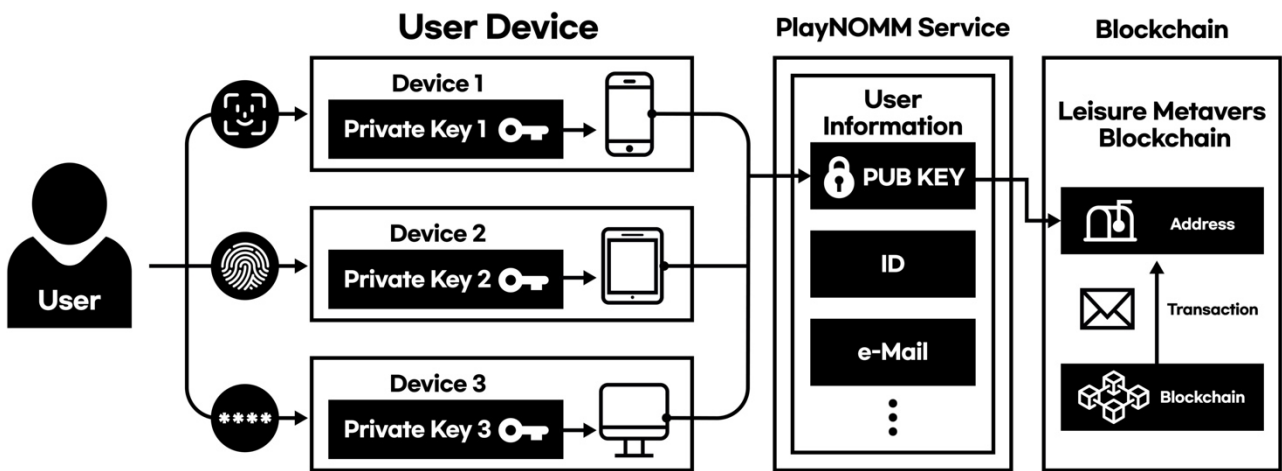 User Device
PlayNOMM Service
Blockchain
User
Device 1
Private Key 1
Device 2
Private Key 2
****
Device 3
Private Key 3
User
Information
PUB KEY
ID
e-Mail
Leisure Metavers
Blockchain
Address
Transaction
Blockchain